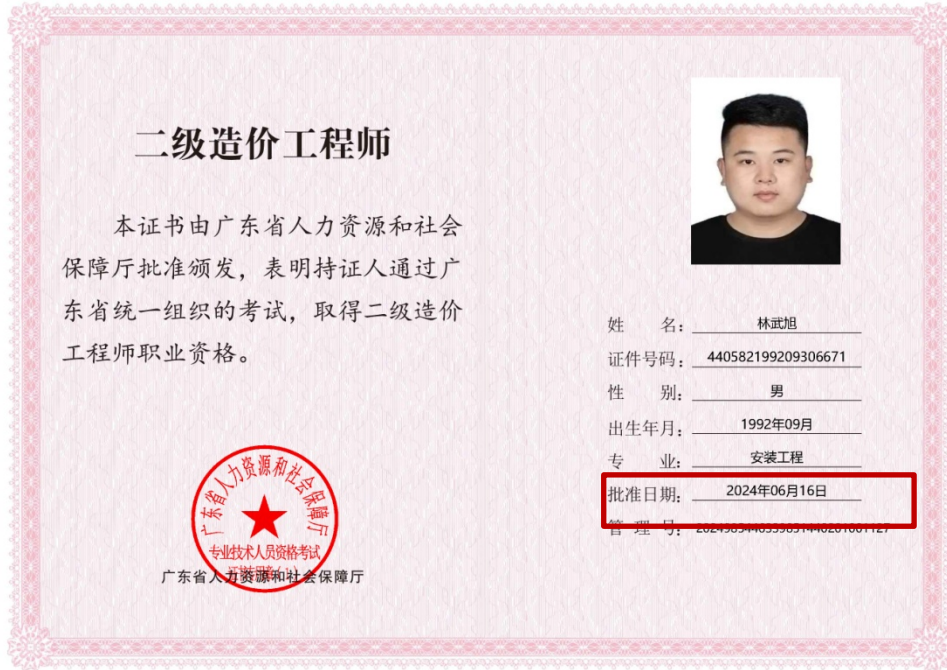 二级造价工程师
本证书由广东省人力资源和社会
保障厅批准颁发，表明持证人通过广
东省统一组织的考试，取得二级造价
工程师职业资格。
广东省人力资源和社会保障厅
专业技术人员资格考试
广东省人力资源和社会保障厅
姓 名： 林武旭
证件号码： 440582199209306671
性 别： 男
出生年月： 1992年09月
专 业： 安装工程
批准日期： 2024年06月16日
管 理 号：